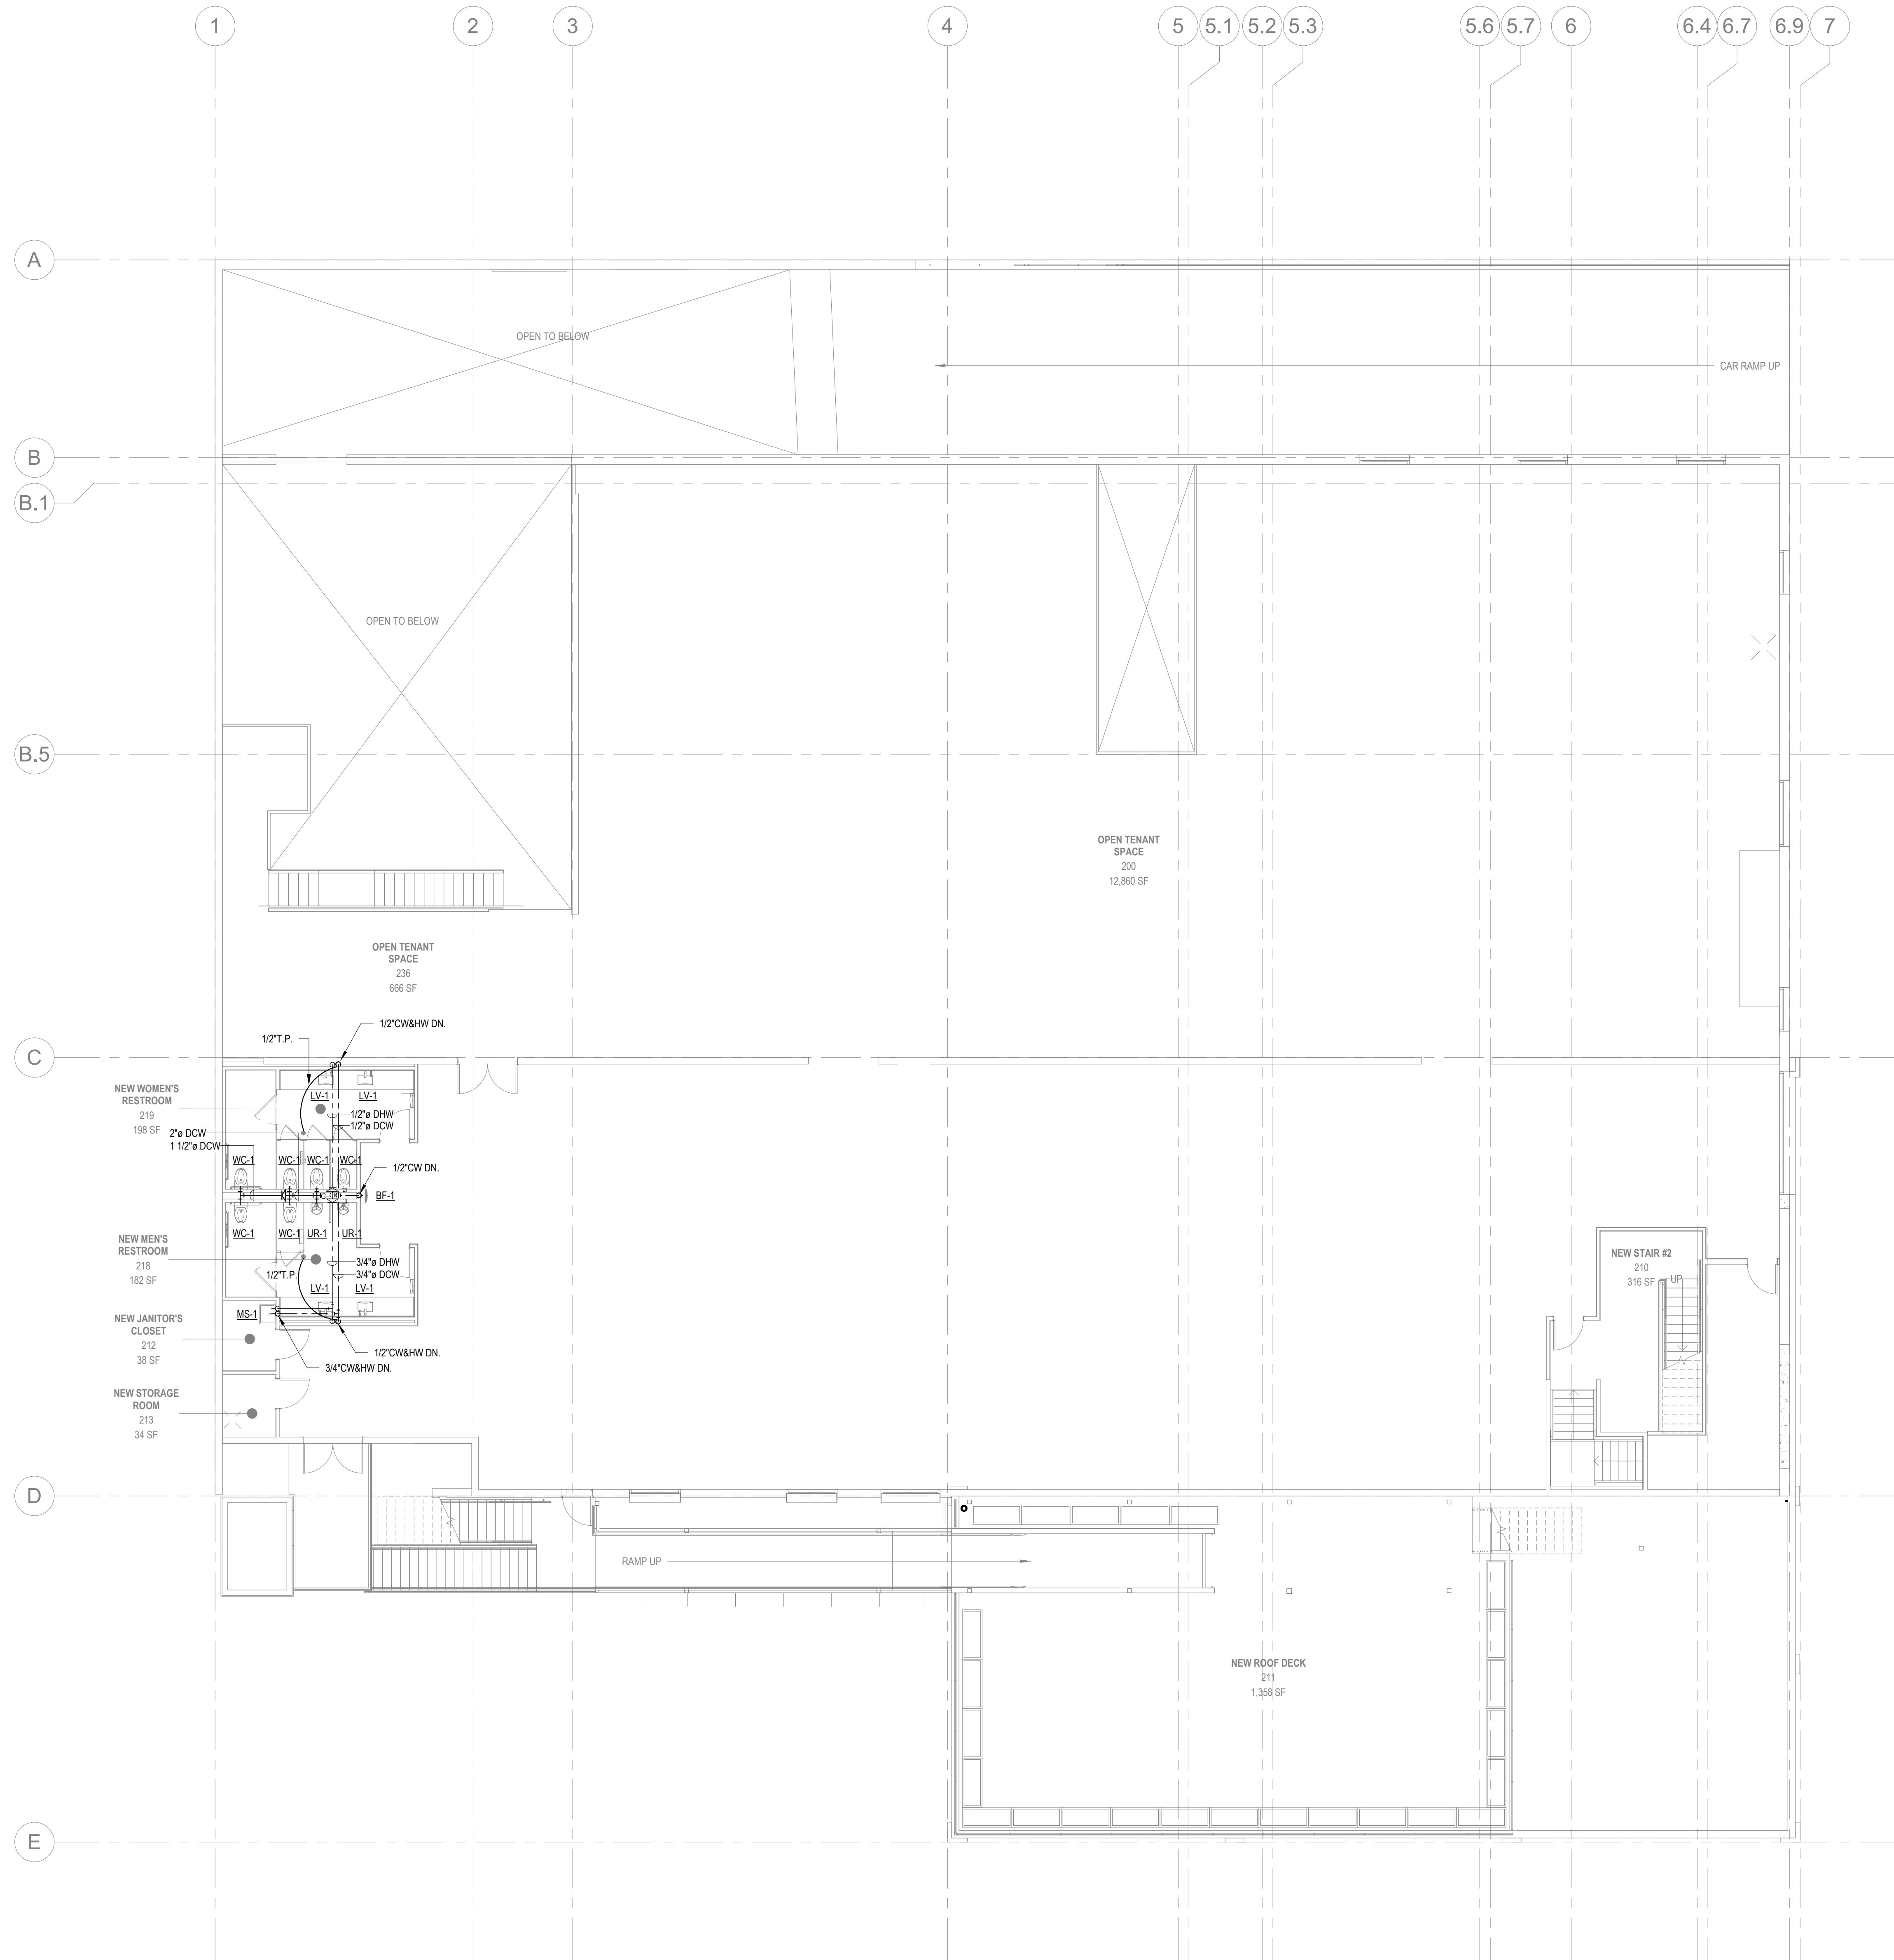 1
2
3
4
5
5.1
5.2
5.3
5.6
5.7
6
6.4
6.7
6.9
7
A
OPEN TO BELOW
CAR RAMP UP
B
B.1
OPEN TO BELOW
B.5
OPEN TENANT
SPACE
200
12,860 SF
OPEN TENANT
SPACE
236
666 SF
1/2"CW&HW DN.
1/2"T.P.
C
NEW WOMEN'S
RESTROOM
219
198 SF
LV-1
LV-1
1/2"ø DHW
1/2"ø DCW
2"ø DCW
1 1/2"ø DCW
WC-1
WC-1
WC-1
WC-1
1/2"CW DN.
BF-1
WC-1
WC-1
UR-1
UR-1
NEW MEN'S
RESTROOM
218
182 SF
3/4"ø DHW
3/4"ø DCW
1/2"T.P.
LV-1
LV-1
MS-1
NEW JANITOR'S
CLOSET
212
38 SF
1/2"CW&HW DN.
3/4"CW&HW DN.
NEW STORAGE
ROOM
213
34 SF
NEW STAIR #2
210
316 SF
UP
D
RAMP UP
NEW ROOF DECK
211
1,358 SF
E